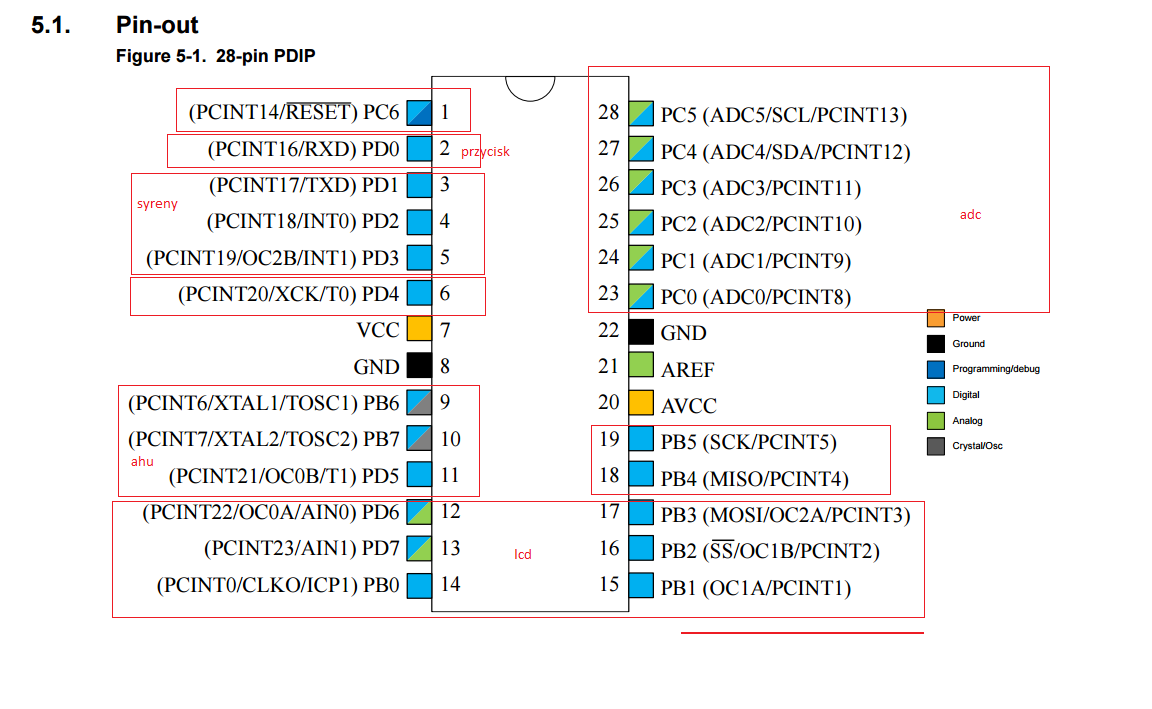 5.1. Pin-out
Figure 5-1. 28-pin PDIP
(PCINT14/RESET) PC6 1
(PCINT16/RXD) PD0 2 przycisk
(PCINT17/TXD) PD1 3
syreny
(PCINT18/INT0) PD2 4
(PCINT19/OC2B/INT1) PD3 5
(PCINT20/XCK/T0) PD4 6
VCC 7
GND 8
(PCINT6/XTAL1/TOSC1) PB6 9
(PCINT7/XTAL2/TOSC2) PB7 10
ahu
(PCINT21/OC0B/T1) PD5 11
(PCINT22/OC0A/AIN0) PD6 12
(PCINT23/AIN1) PD7 13
(PCINT0/CLKO/ICP1) PB0 14
lcd
28 PC5 (ADC5/SCL/PCINT13)
27 PC4 (ADC4/SDA/PCINT12)
26 PC3 (ADC3/PCINT11)
25 PC2 (ADC2/PCINT10)
adc
24 PC1 (ADC1/PCINT9)
23 PC0 (ADC0/PCINT8)
22 GND
21 AREF
20 AVCC
19 PB5 (SCK/PCINT5)
18 PB4 (MISO/PCINT4)
17 PB3 (MOSI/OC2A/PCINT3)
16 PB2 (SS/OC1B/PCINT2)
15 PB1 (OC1A/PCINT1)
Power
Ground
Programming/debug
Digital
Analog
Crystal/Osc